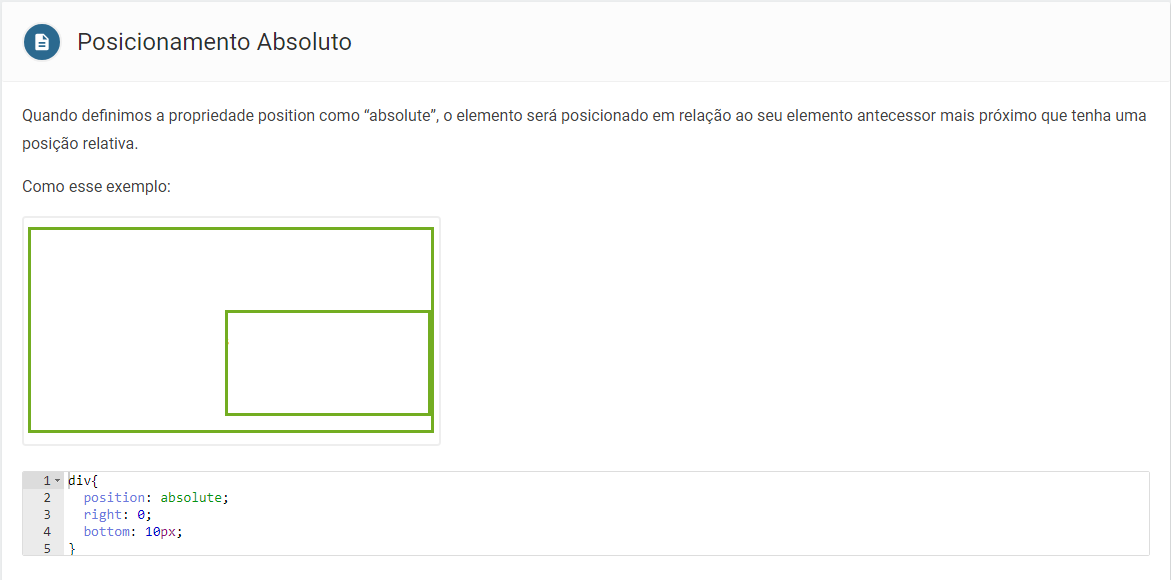 Posicionamento Absoluto
Quando definimos a propriedade position como “absolute”, o elemento será posicionado em relação ao seu elemento antecessor mais próximo que tenha uma
posição relativa.
Como esse exemplo:
1 div{
2 position: absolute;
3 right: 0;
4 bottom: 10px;
5 }